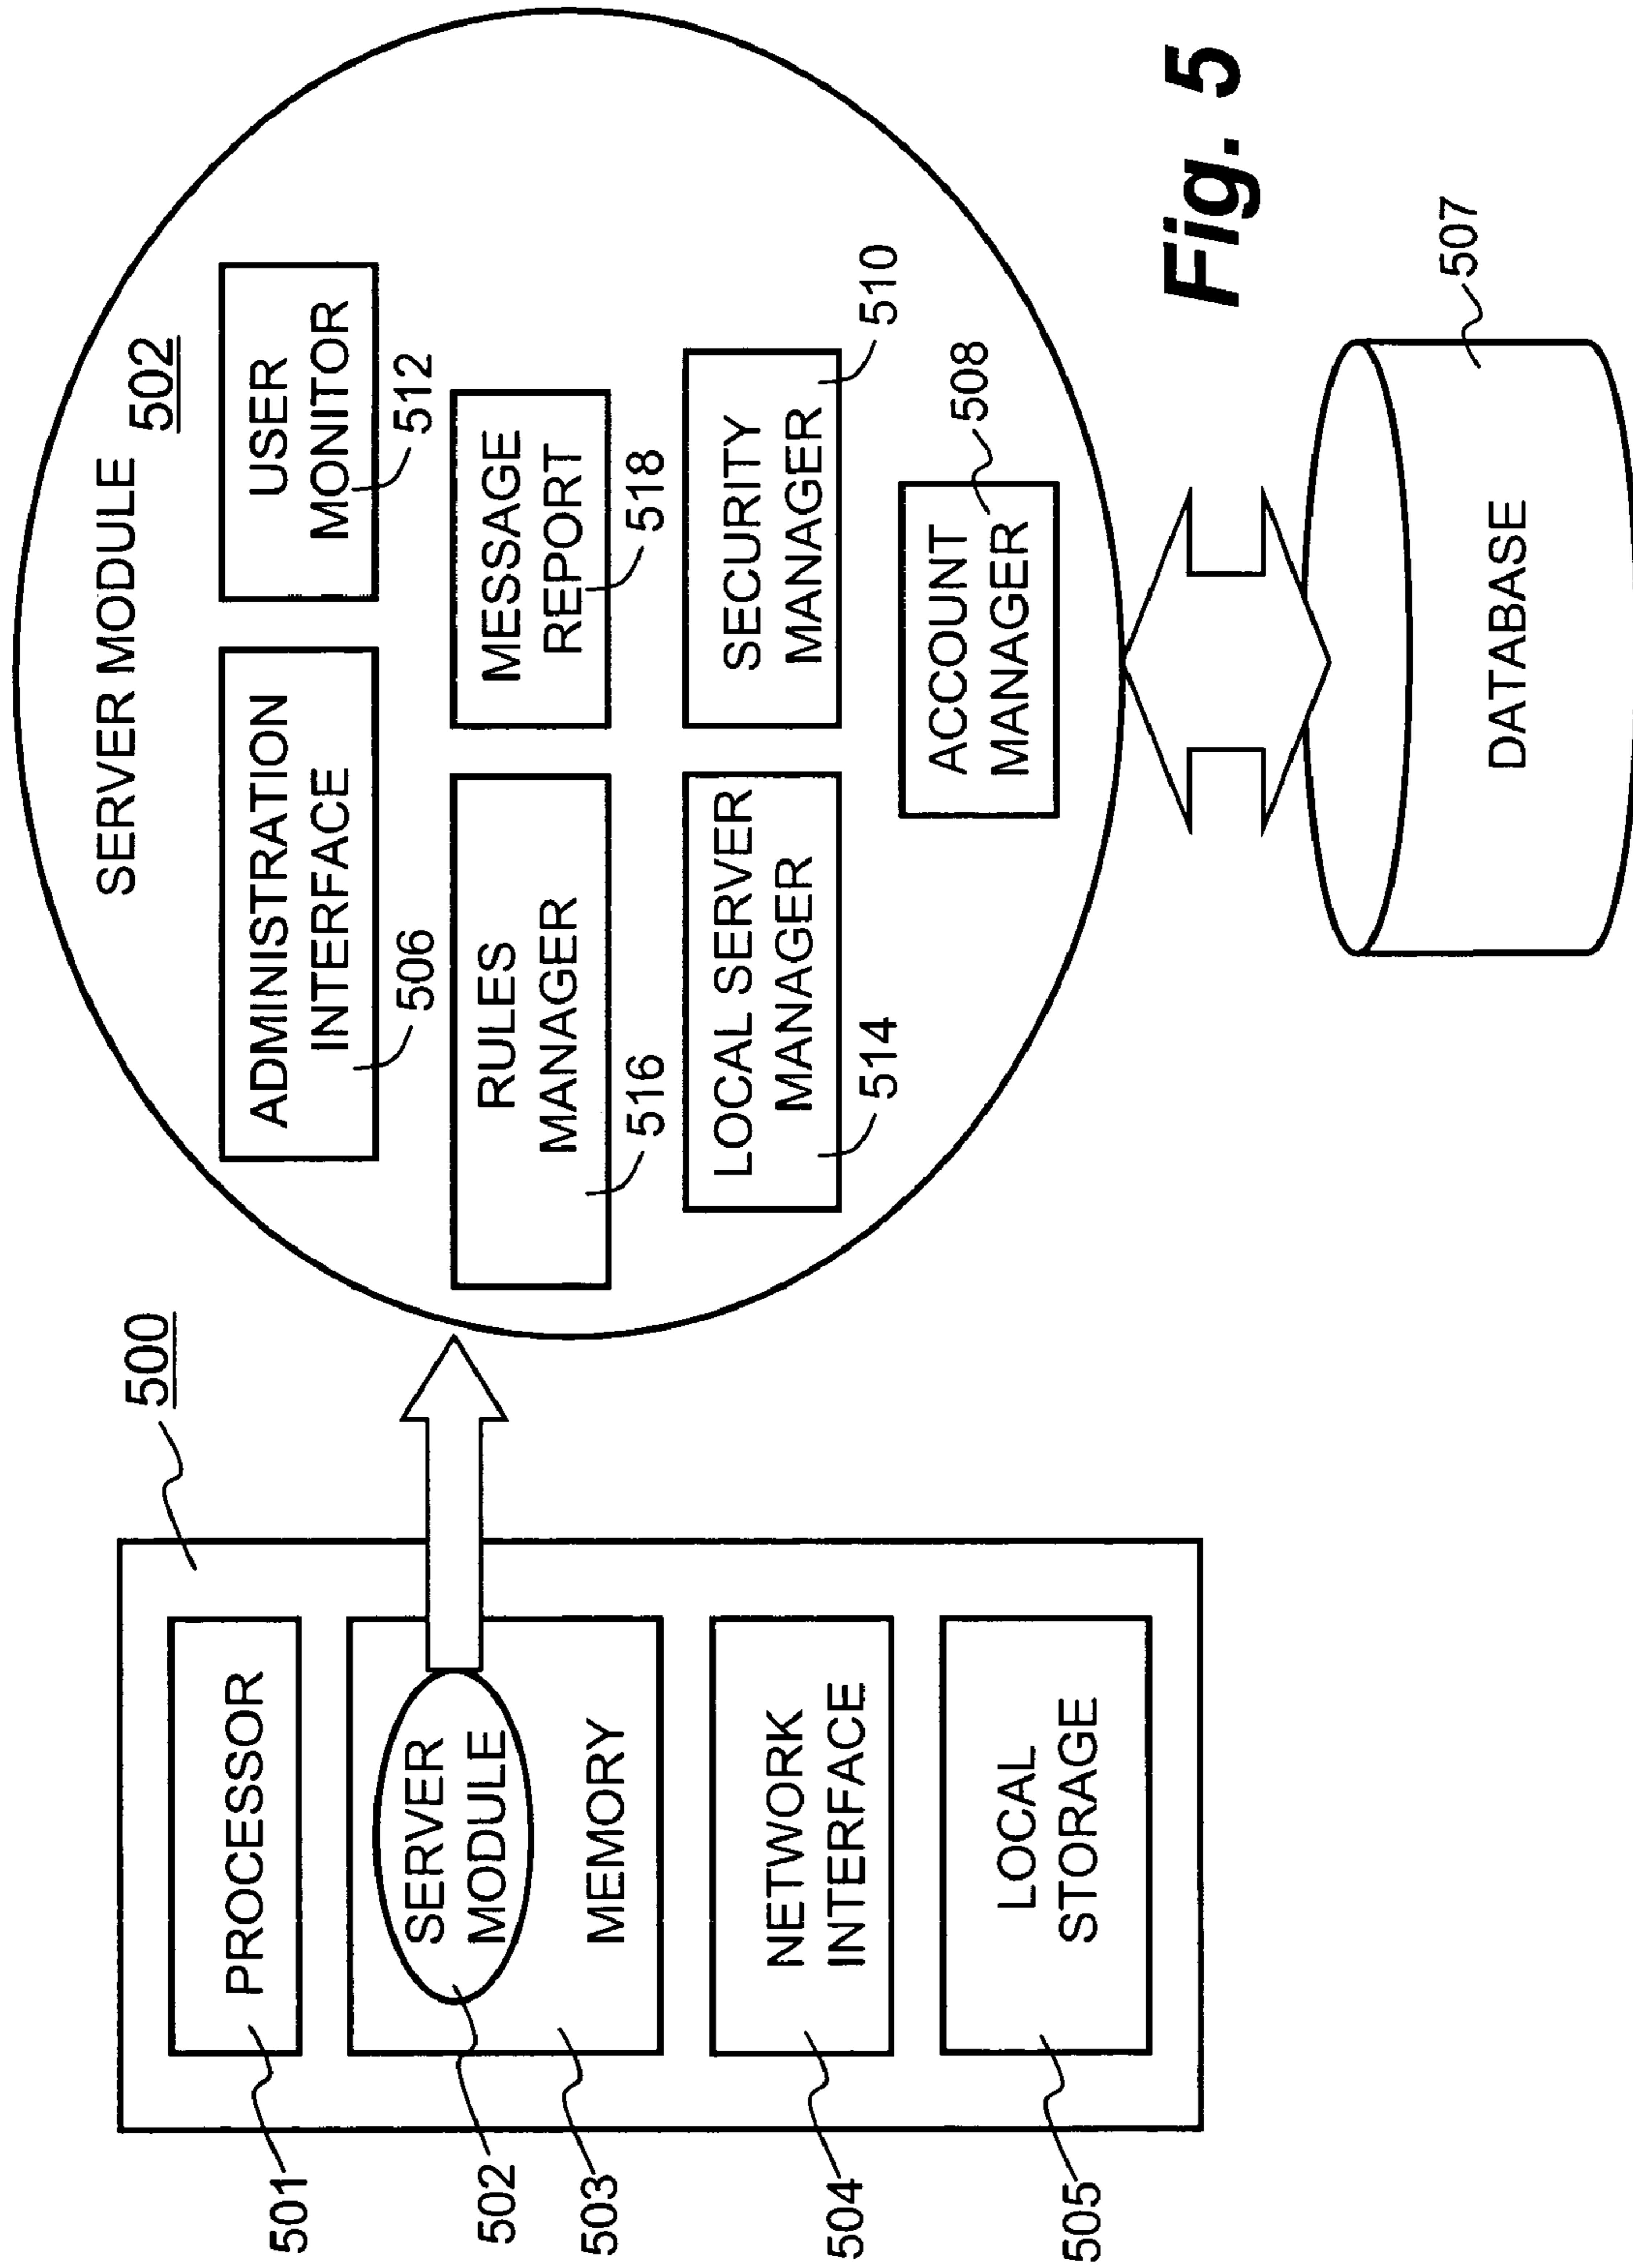 500
PROCESSOR
501
SERVER
MODULE
502
MEMORY
503
NETWORK
INTERFACE
504
LOCAL
STORAGE
505
SERVER MODULE
502
ADMINISTRATION
INTERFACE
506
USER
MONITOR
512
RULES
MANAGER
516
MESSAGE
REPORT
518
LOCAL SERVER
MANAGER
514
SECURITY
MANAGER
510
ACCOUNT
MANAGER
508
DATABASE
507
Fig. 5